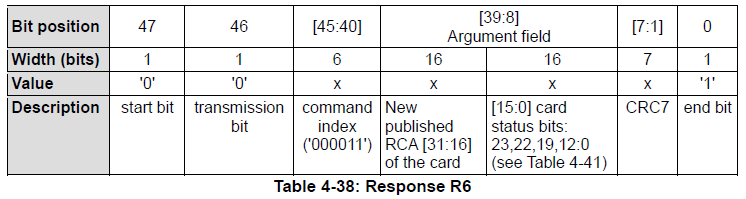 Bit position 47 46 [45:40] [39:8] Argument field [7:1] 0
Width (bits) 1 1 6 16 16 7 1
Value '0' '0' x x x x '1'
Description start bit transmission bit command index ('000011') New published RCA [31:16] of the card [15:0] card status bits: 23,22,19,12:0 (see Table 4-41) CRC7 end bit
Table 4-38: Response R6